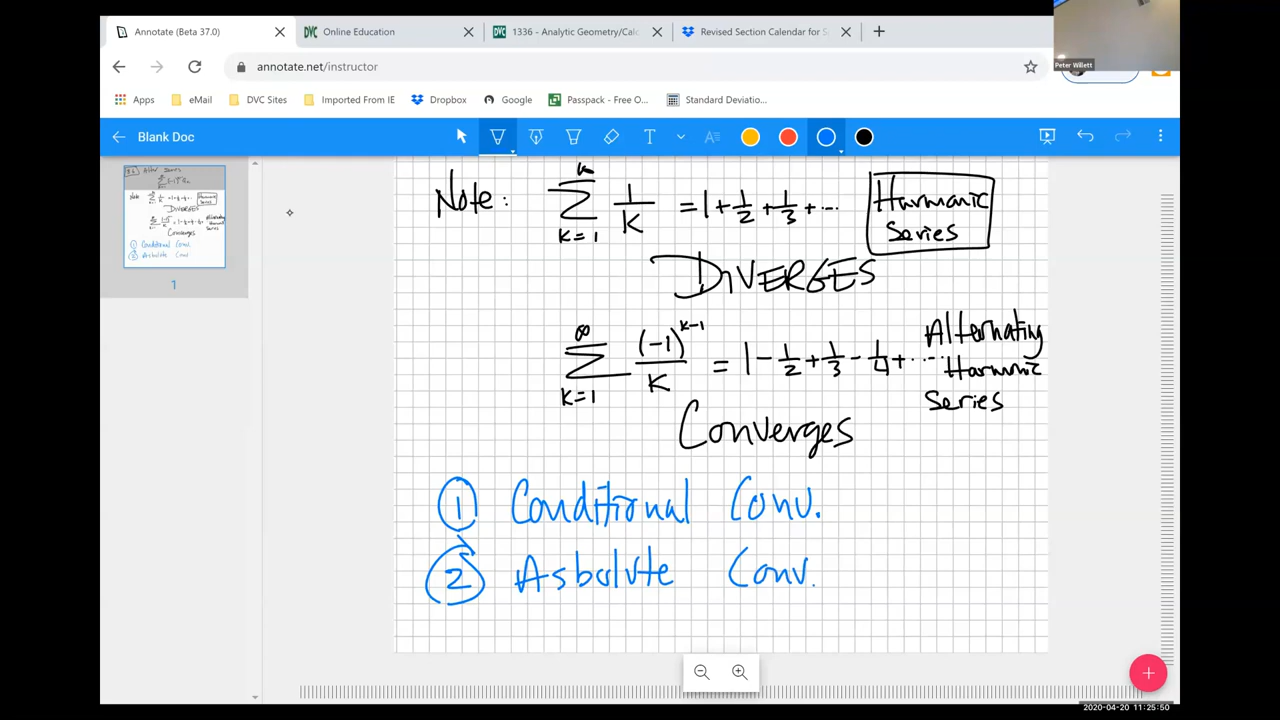 Annotate (Beta 37.0)
Online Education
1336 - Analytic Geometry/Calc
Revised Section Calendar for S
annotate.net/instructor
Peter Willett
Apps
eMail
DVC Sites
Imported From IE
Dropbox
Google
Passpack - Free O...
Standard Deviatio...
Blank Doc
Note: k ∑ k=1 1/K = 1 + 1/2 + 1/3 + ... Harmonic Series
DIVERGES
∞ ∑ k=1 (-1)^{k-1}/K = 1 - 1/2 + 1/3 - 1/4 + ... Alternating Harmonic Series
Converges
① Conditional Conv.
② Asbolute Conv.
1
2020-04-20 11:25:50